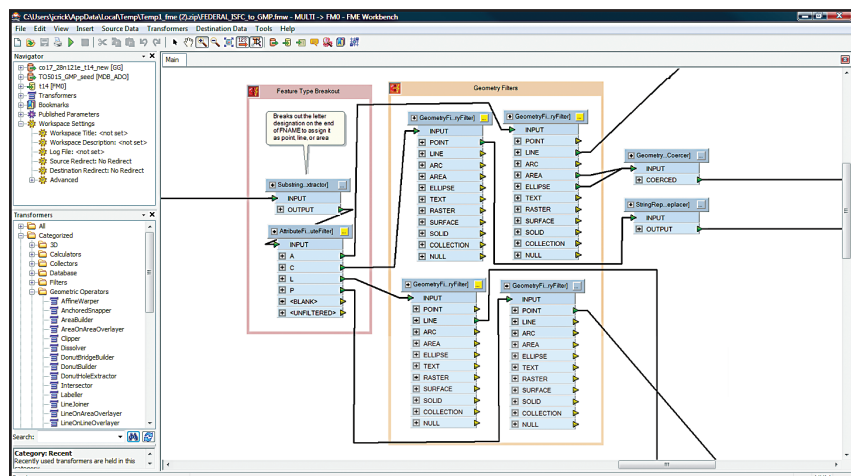 C:\Users\jcrick\AppData\Local\Temp\Temp1_fme (2).zip\FEDERAL_ISFC_to_GMP.fmw - MULTI -> FM0 - FME Workbench
File Edit View Insert Source Data Transformers Destination Data Tools Help
Navigator
co17_28n121e_t14_new [GG]
TO5015_GMP_seed [MDB_ADO]
t14 [FM0]
Transformers
Bookmarks
Published Parameters
Workspace Settings
Workspace Title: <not set>
Workspace Description: <not set>
Log File: <not set>
Source Redirect: No Redirect
Destination Redirect: No Redirect
Advanced
Transformers
All
Categorized
3D
Calculators
Collectors
Database
Filters
Geometric Operators
AffineWarper
AnchoredSnapper
AreaBuilder
AreaOnAreaOverlayer
Clipper
Dissolver
DonutBridgeBuilder
DonutBuilder
DonutHoleExtractor
Intersector
Labeller
LineJoiner
LineOnAreaOverlayer
LineOnLineOverlayer
Search:
Category: Recent
Recently used transformers are held in this
Main
Feature Type Breakout
Breaks out the letter
designation on the end
of FNAME to assign it
as point, line, or area
Substring...xtractor]
INPUT
OUTPUT
AttributeFi...uteFilter]
INPUT
A
C
L
P
<BLANK>
<UNFILTERED>
Geometry Filters
GeometryFi...ryFilter]
INPUT
POINT
LINE
ARC
AREA
ELLIPSE
TEXT
RASTER
SURFACE
SOLID
COLLECTION
NULL
GeometryFi...ryFilter]
INPUT
POINT
LINE
ARC
AREA
ELLIPSE
TEXT
RASTER
SURFACE
SOLID
COLLECTION
NULL
GeometryFi...ryFilter]
INPUT
POINT
LINE
ARC
AREA
ELLIPSE
TEXT
RASTER
SURFACE
SOLID
COLLECTION
NULL
GeometryFi...ryFilter]
INPUT
POINT
LINE
ARC
AREA
ELLIPSE
TEXT
RASTER
SURFACE
SOLID
COLLECTION
NULL
Geometry...Coercer]
INPUT
COERCED
StringRep...eplacer]
INPUT
OUTPUT